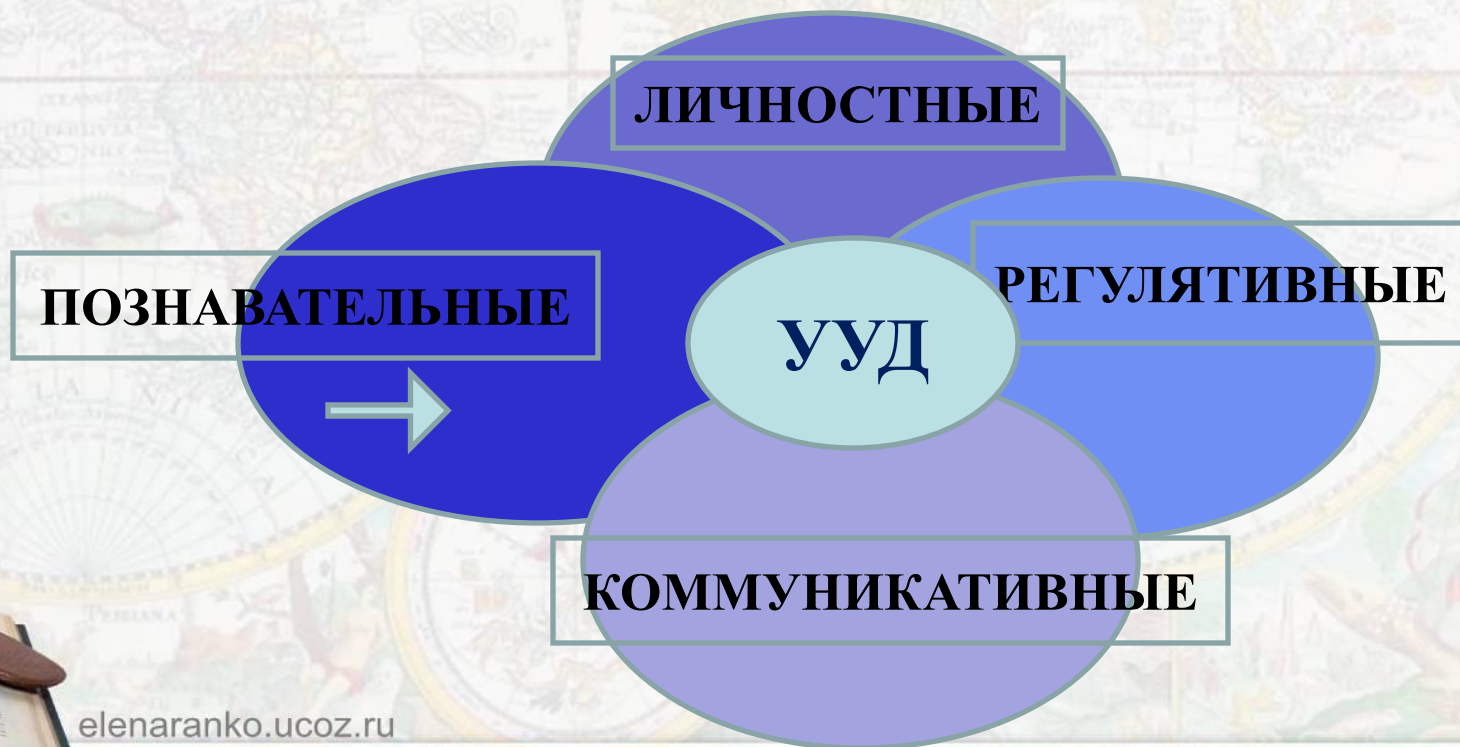 ЛИЧНОСТНЫЕ
ПОЗНАВАТЕЛЬНЫЕ
РЕГУЛЯТИВНЫЕ
УУД
КОММУНИКАТИВНЫЕ
elenaranko.ucoz.ru